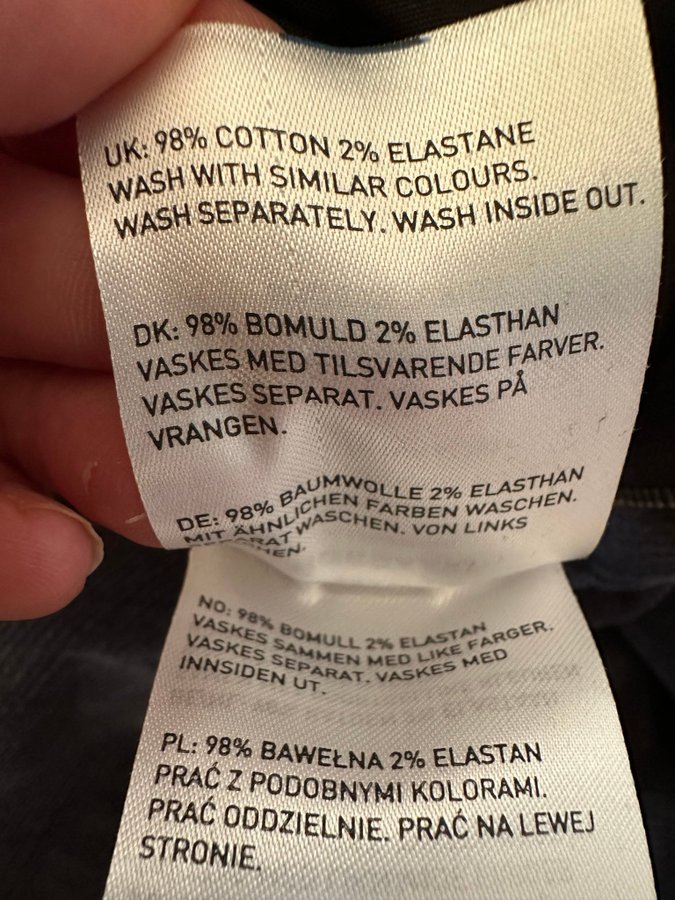 UK: 98% COTTON 2% ELASTANE
WASH WITH SIMILAR COLOURS.
WASH SEPARATELY. WASH INSIDE OUT.
DK: 98% BOMULD 2% ELASTHAN
VASKES MED TILSVARENDE FARVER.
VASKES SEPARAT. VASKES PÅ
VRANGEN.
DE: 98% BAUMWOLLE 2% ELASTHAN
MIT ÄHNLICHEN FARBEN WASCHEN.
WASCHEN. VON LINKS
NO: 98% BOMULL 2% ELASTAN
VASKES SAMMEN MED LIKE FARGER.
VASKES SEPARAT. VASKES MED
INNSIDEN UT.
PL: 98% BAWEŁNA 2% ELASTAN
PRAĆ Z PODOBNYMI KOLORAMI.
PRAĆ ODDZIELNIE. PRAĆ NA LEWEJ
STRONIE.